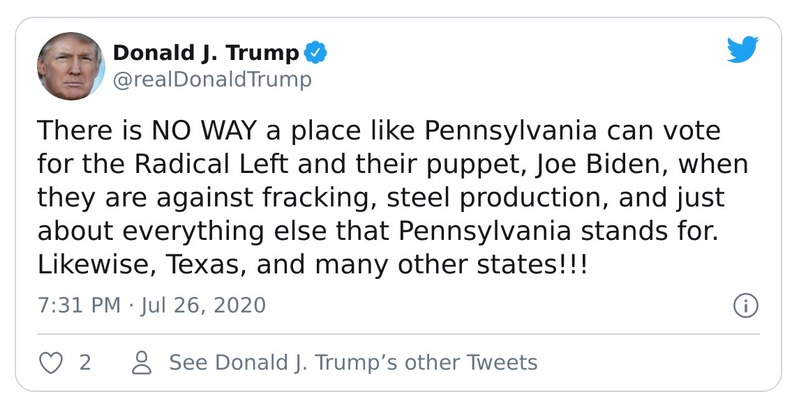 Donald J. Trump
@realDonaldTrump
There is NO WAY a place like Pennsylvania can vote
for the Radical Left and their puppet, Joe Biden, when
they are against fracking, steel production, and just
about everything else that Pennsylvania stands for.
Likewise, Texas, and many other states!!!
7:31 PM · Jul 26, 2020
2 See Donald J. Trump’s other Tweets